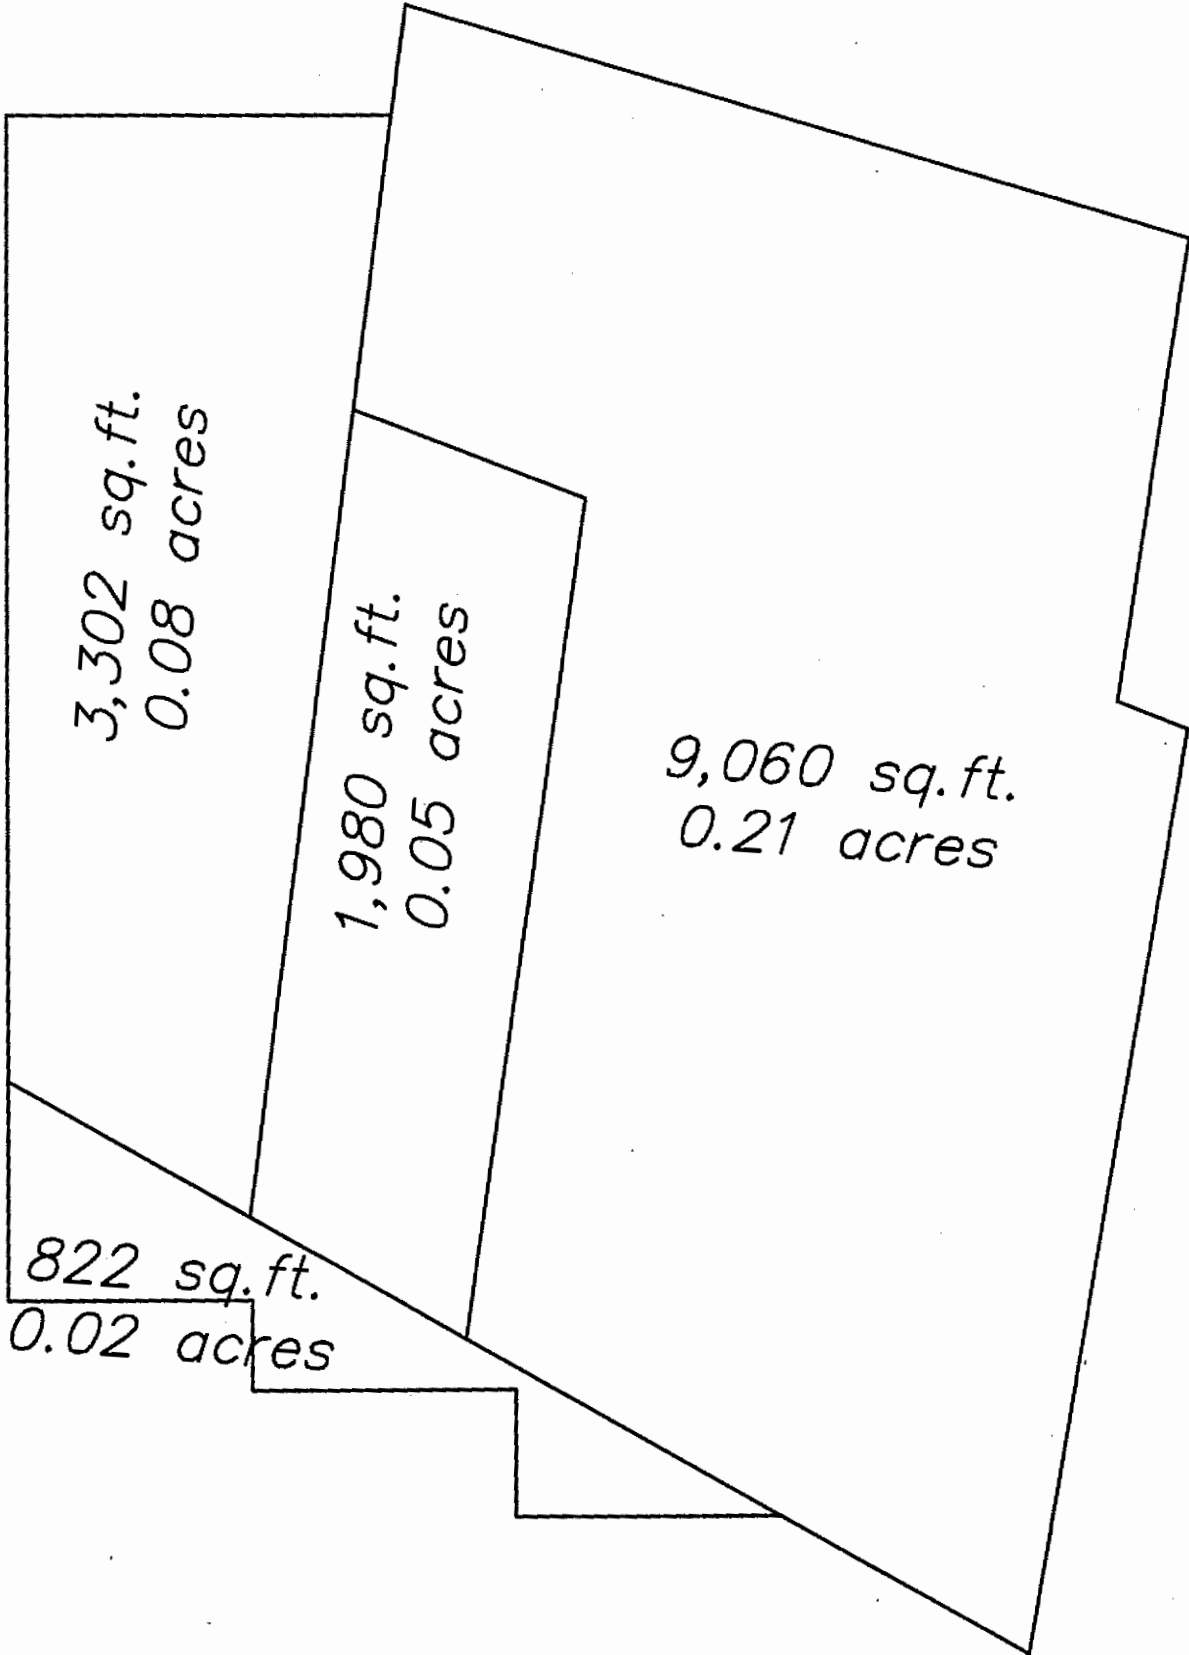 3,302 sq.ft.
0.08 acres
1,980 sq.ft.
0.05 acres
9,060 sq.ft.
0.21 acres
822 sq.ft.
0.02 acres